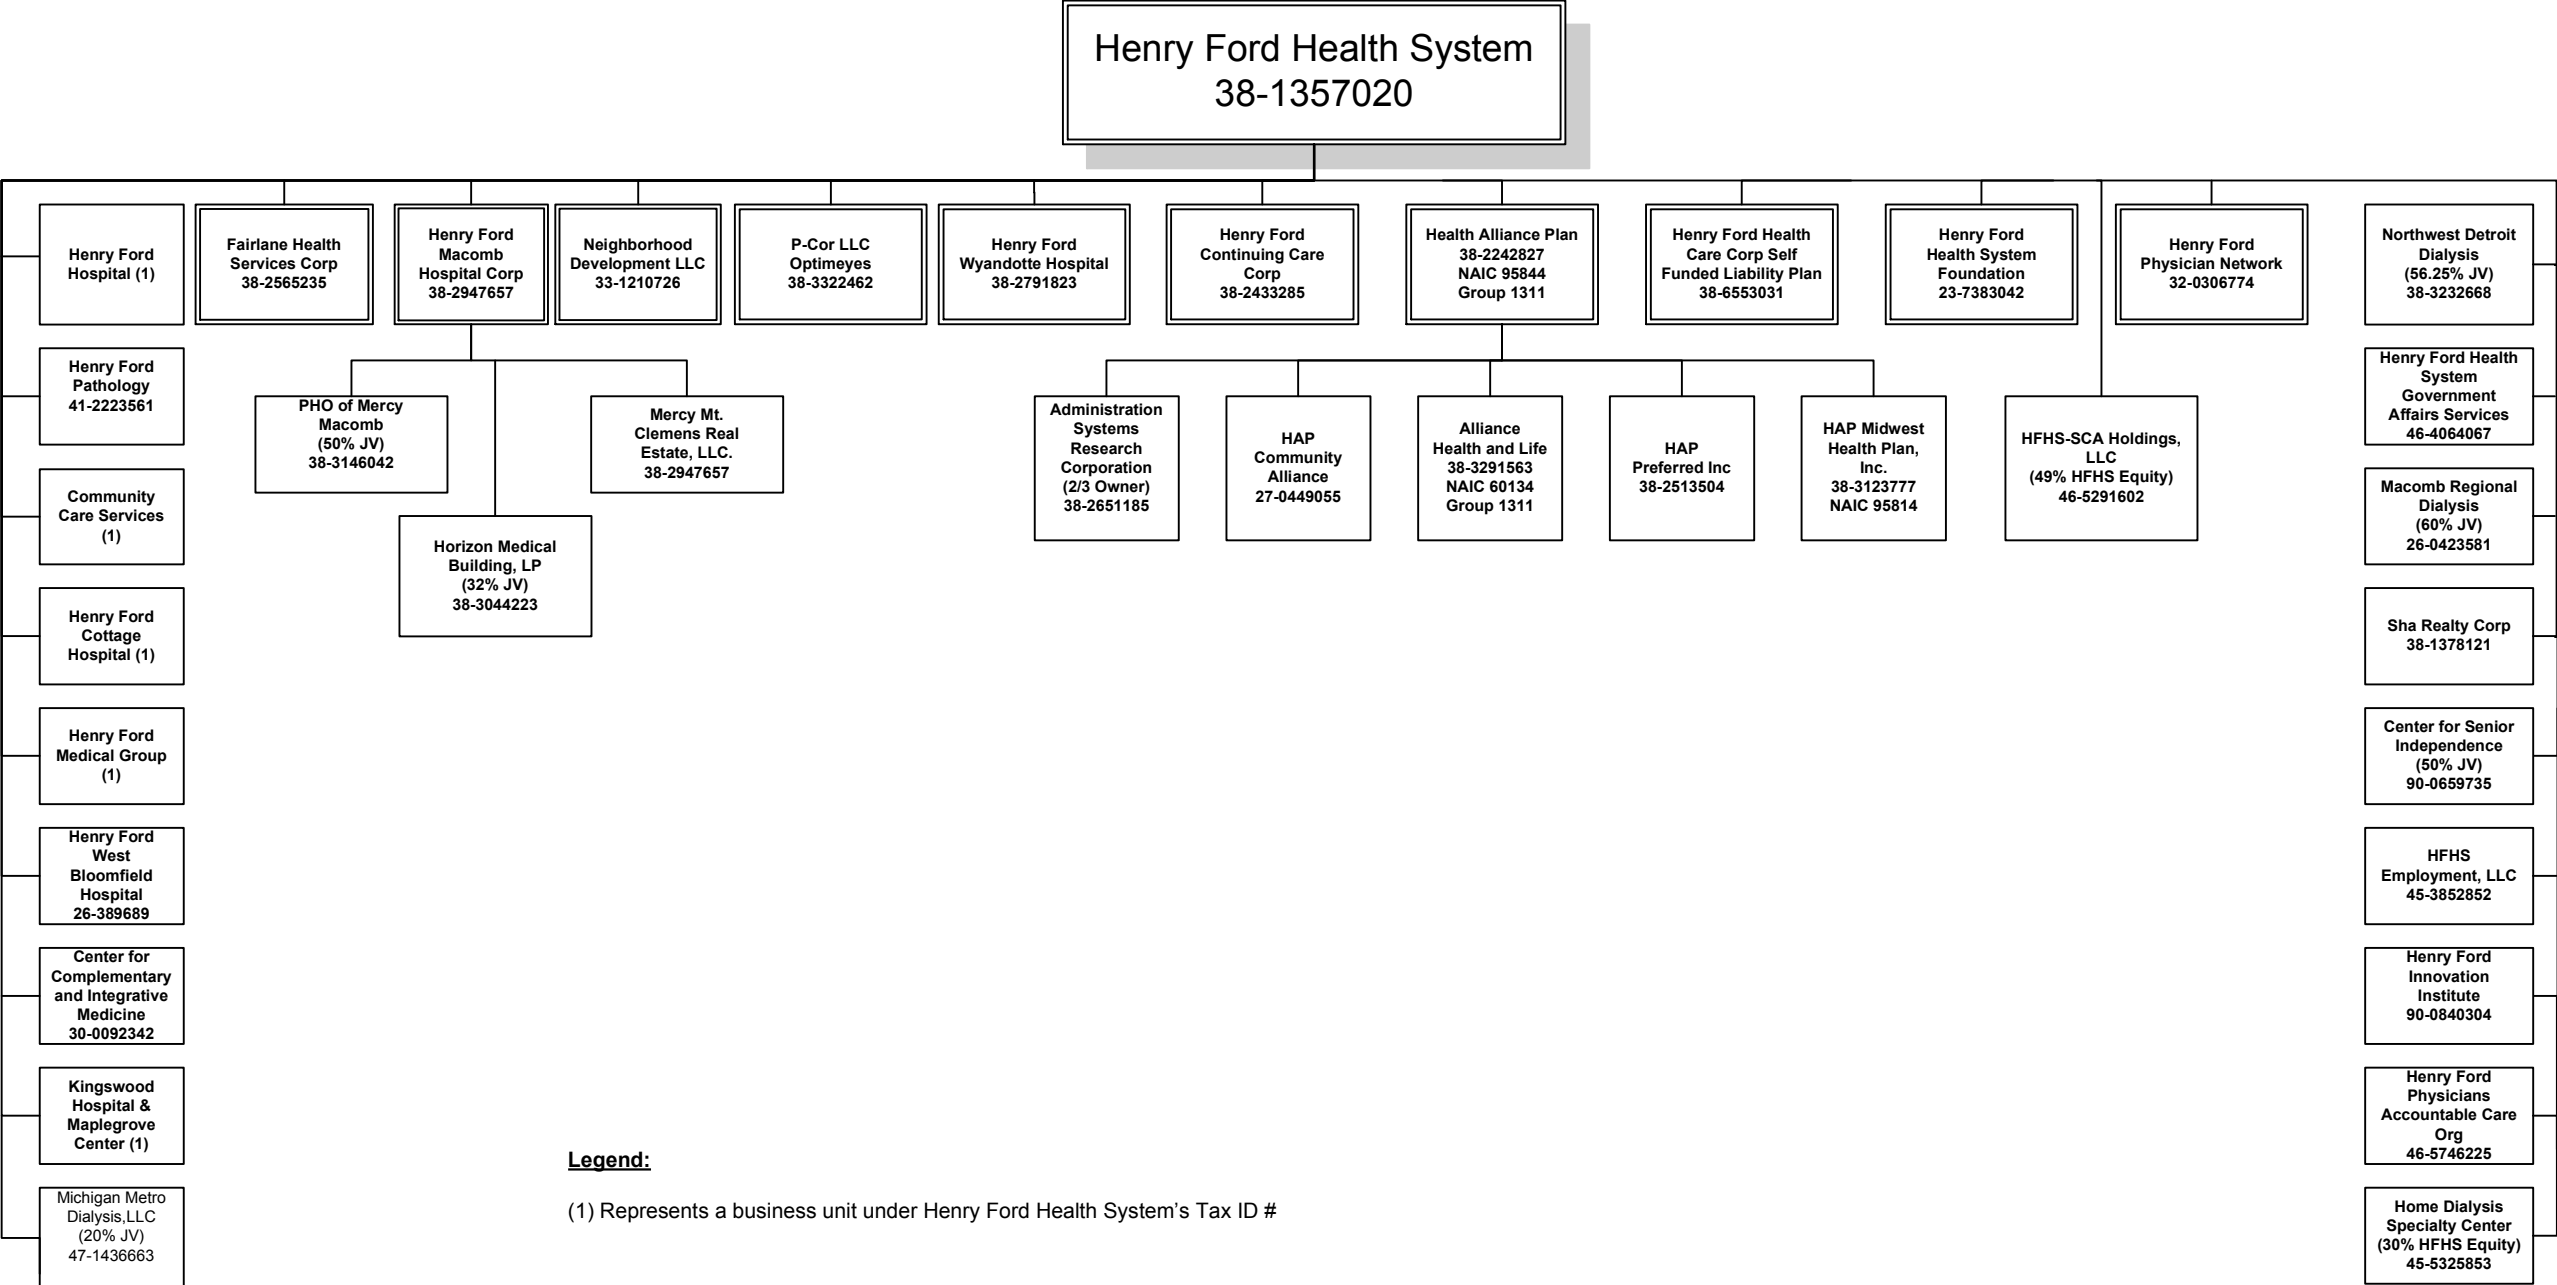 Henry Ford Health System
38-1357020
Henry Ford
Hospital (1)
Fairlane Health
Services Corp
38-2565235
Henry Ford
Macomb
Hospital Corp
38-2947657
Neighborhood
Development LLC
33-1210726
P-Cor LLC
Optimeyes
38-3322462
Henry Ford
Wyandotte Hospital
38-2791823
Henry Ford
Continuing Care
Corp
38-2433285
Health Alliance Plan
38-2242827
NAIC 95844
Group 1311
Henry Ford Health
Care Corp Self
Funded Liability Plan
38-6553031
Henry Ford
Health System
Foundation
23-7383042
Henry Ford
Physician Network
32-0306774
Northwest Detroit
Dialysis
(56.25% JV)
38-3232668
Henry Ford
Pathology
41-2223561
PHO of Mercy
Macomb
(50% JV)
38-3146042
Mercy Mt.
Clemens Real
Estate, LLC.
38-2947657
Administration
Systems
Research
Corporation
(2/3 Owner)
38-2651185
HAP
Community
Alliance
27-0449055
Alliance
Health and Life
38-3291563
NAIC 60134
Group 1311
HAP
Preferred Inc
38-2513504
HAP Midwest
Health Plan,
Inc.
38-3123777
NAIC 95814
HFHS-SCA Holdings,
LLC
(49% HFHS Equity)
46-5291602
Henry Ford Health
System
Government
Affairs Services
46-4064067
Community
Care Services
(1)
Horizon Medical
Building, LP
(32% JV)
38-3044223
Macomb Regional
Dialysis
(60% JV)
26-0423581
Henry Ford
Cottage
Hospital (1)
Sha Realty Corp
38-1378121
Henry Ford
Medical Group
(1)
Center for Senior
Independence
(50% JV)
90-0659735
Henry Ford
West
Bloomfield
Hospital
26-389689
HFHS
Employment, LLC
45-3852852
Center for
Complementary
and Integrative
Medicine
30-0092342
Henry Ford
Innovation
Institute
90-0840304
Kingswood
Hospital &
Maplegrove
Center (1)
Henry Ford
Physicians
Accountable Care
Org
46-5746225
Michigan Metro
Dialysis,LLC
(20% JV)
47-1436663
Home Dialysis
Specialty Center
(30% HFHS Equity)
45-5325853
Legend:
(1) Represents a business unit under Henry Ford Health System's Tax ID #